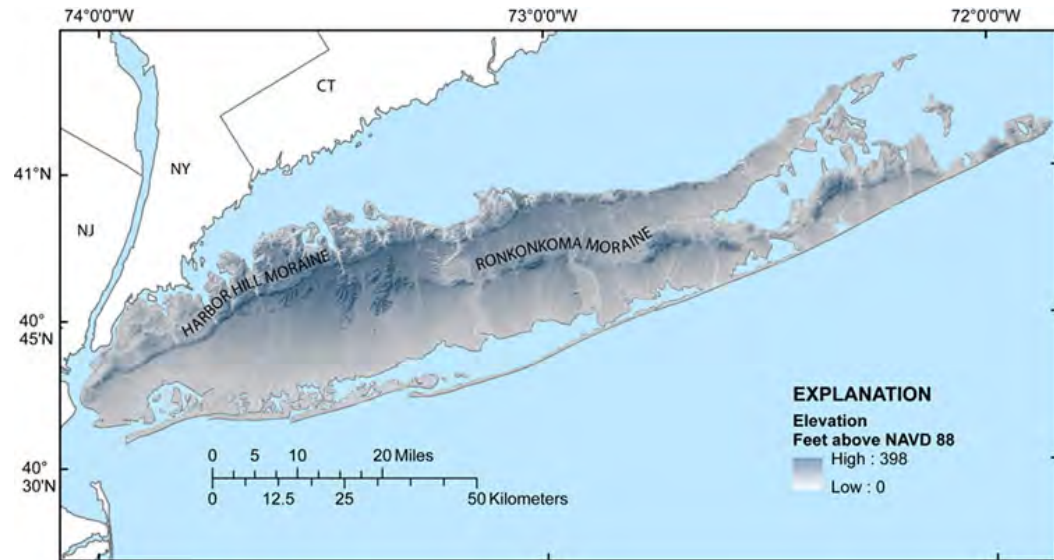 74°0'0"W
73°0'0"W
72°0'0"W
CT
NY
41°N
NJ
HARBOR HILL MORAINE
RONKONKOMA MORAINE
40°
45'N
EXPLANATION
Elevation
Feet above NAVD 88
High : 398
Low : 0
0 5 10 20 Miles
0 12.5 25 50 Kilometers
40°
30'N